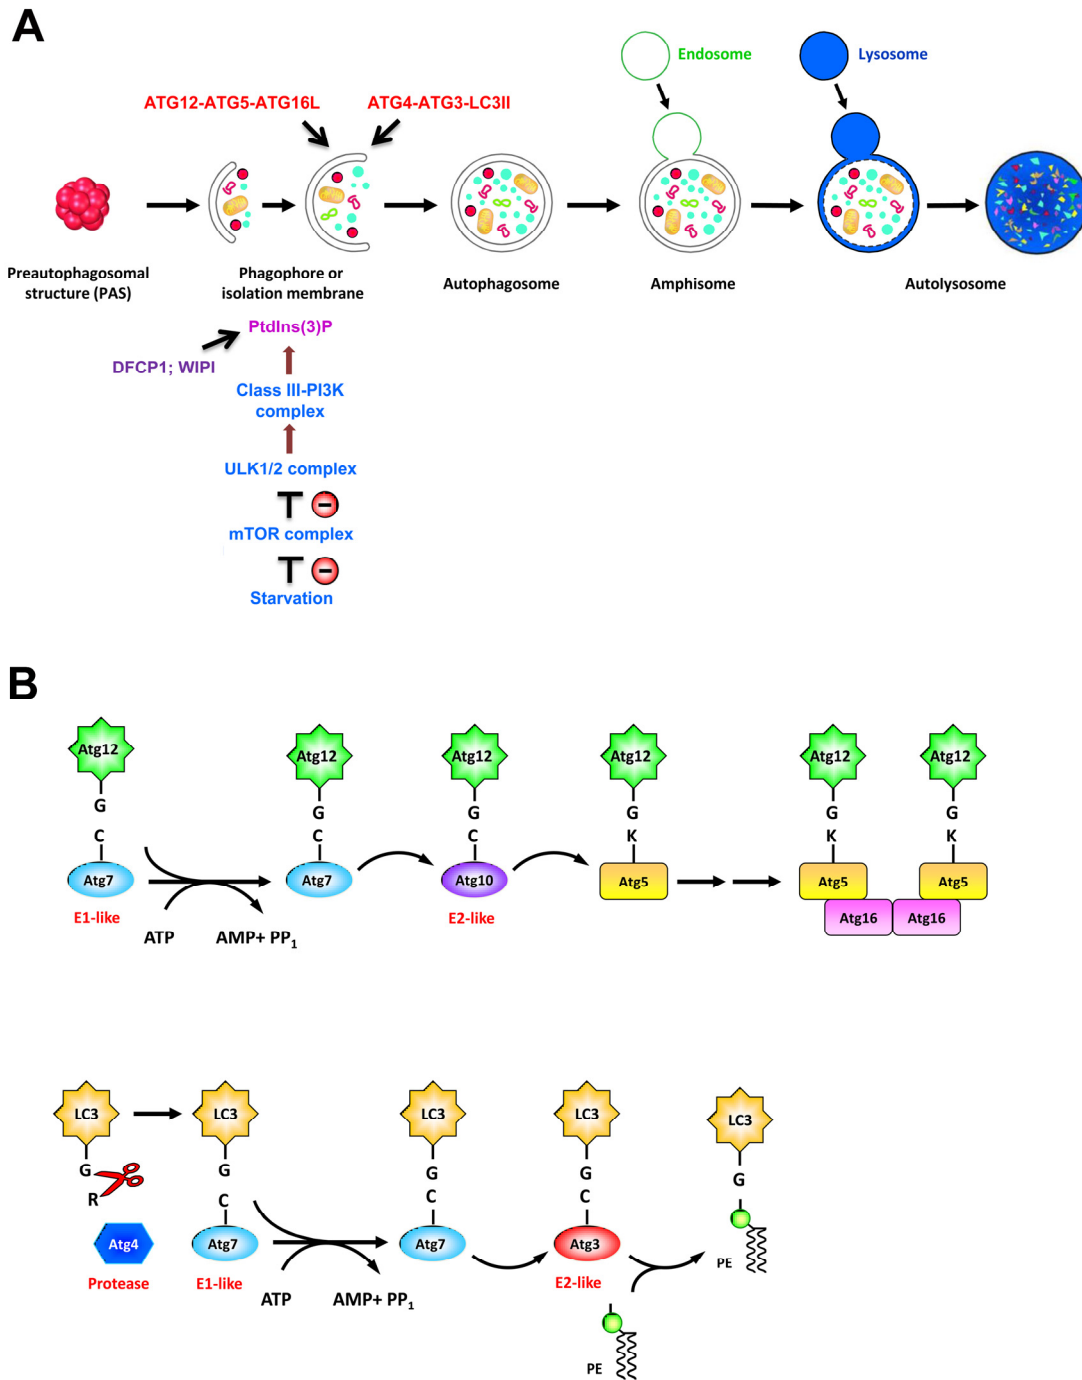 A
Endosome
Lysosome
ATG12-ATG5-ATG16L
ATG4-ATG3-LC3II
Preautophagosomal
structure (PAS)
Phagophore or
isolation membrane
Autophagosome
Amphisome
Autolysosome
PtdIns(3)P
DFCP1; WIPI
Class III-PI3K
complex
ULK1/2 complex
mTOR complex
Starvation
B
Atg12
Atg12
Atg12
Atg12
Atg12
Atg12
G
G
G
G
G
G
C
C
C
K
K
K
Atg7
Atg7
Atg10
Atg5
Atg5
Atg5
E1-like
E2-like
Atg16
Atg16
ATP
AMP+ PP1
LC3
LC3
LC3
LC3
LC3
G
G
G
G
G
R
C
C
C
Atg4
Atg7
Atg7
Atg3
PE
Protease
E1-like
E2-like
ATP
AMP+ PP1
PE